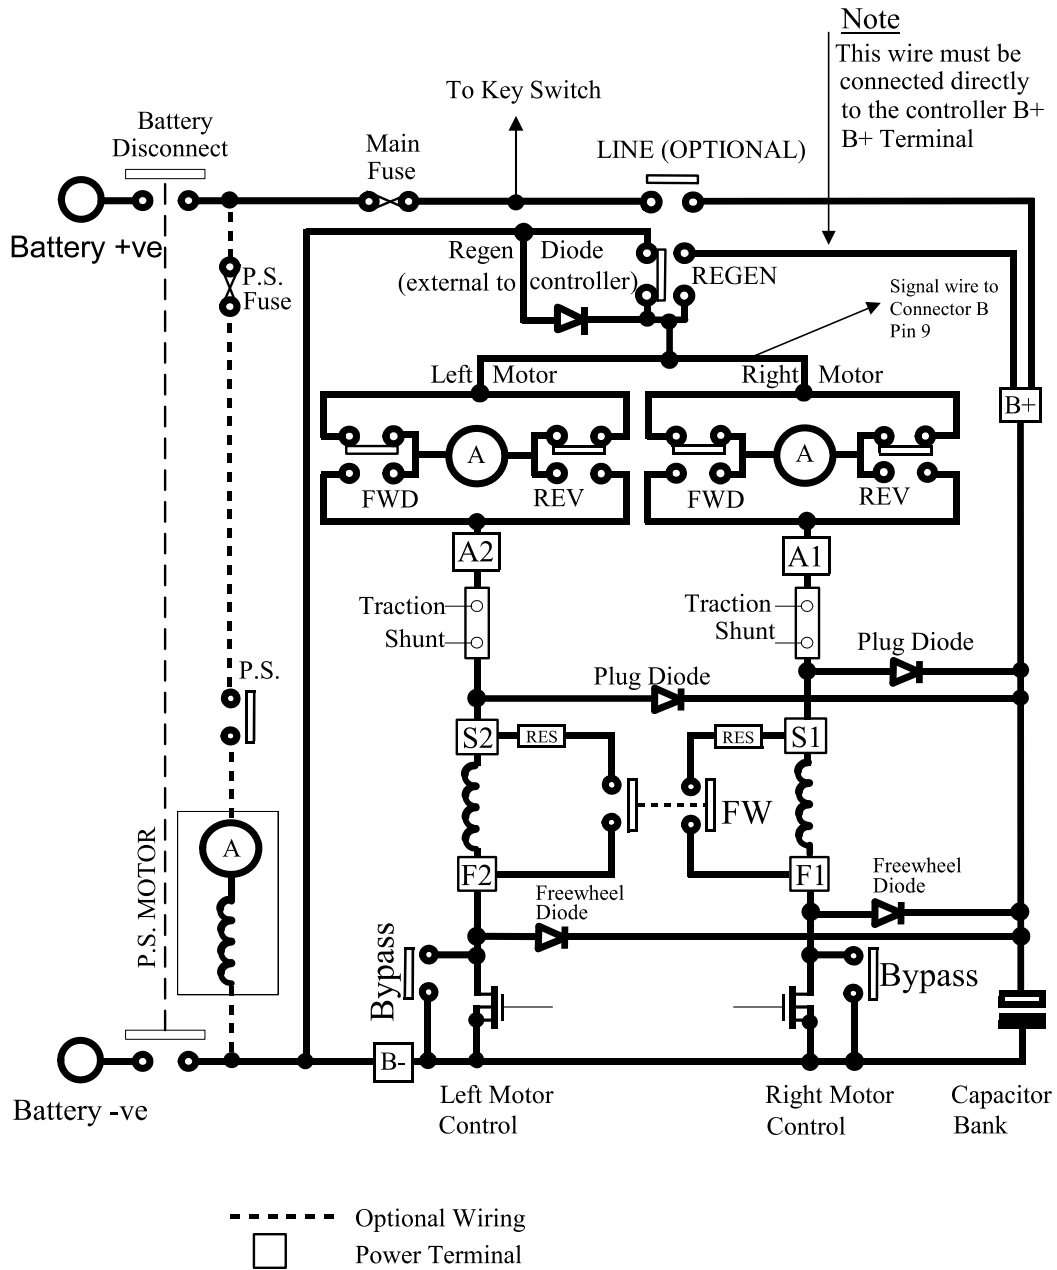 Note
This wire must be
connected directly
to the controller B+
B+ Terminal
To Key Switch
Battery
Disconnect
Main
Fuse
LINE (OPTIONAL)
Battery +ve
Regen Diode
(external to controller)
REGEN
P.S.
Fuse
Signal wire to
Connector B
Pin 9
Left Motor
Right Motor
B+
A
A
FWD
REV
FWD
REV
A2
A1
Traction
Shunt
Traction
Shunt
Plug Diode
P.S.
Plug Diode
S2
RES
RES
S1
FW
P.S. MOTOR
A
F2
F1
Freewheel
Diode
Freewheel
Diode
Bypass
Bypass
B-
Battery -ve
Left Motor
Control
Right Motor
Control
Capacitor
Bank
Optional Wiring
Power Terminal